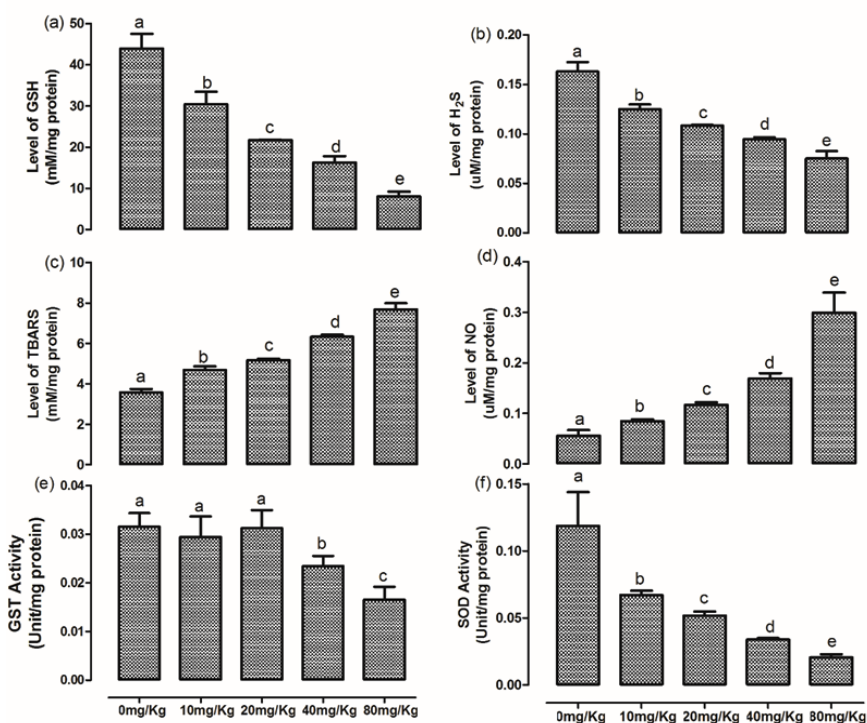 (a)
Level of GSH
(mM/mg protein)
50
40
30
20
10
0
a
b
c
d
e
(b)
Level of H₂S
(uM/mg protein)
0.20
0.15
0.10
0.05
0.00
a
b
c
d
e
(c)
Level of TBARS
(mM/mg protein)
10
8
6
4
2
0
a
b
c
d
e
(d)
Level of NO
(uM/mg protein)
0.4
0.3
0.2
0.1
0.0
a
b
c
d
e
(e)
GST Activity
(Unit/mg protein)
0.04
0.03
0.02
0.01
0.00
a
a
a
b
c
0mg/Kg 10mg/Kg 20mg/Kg 40mg/Kg 80mg/Kg
(f)
SOD Activity
(Unit/mg protein)
0.15
0.10
0.05
0.00
a
b
c
d
e
0mg/Kg 10mg/Kg 20mg/Kg 40mg/Kg 80mg/Kg